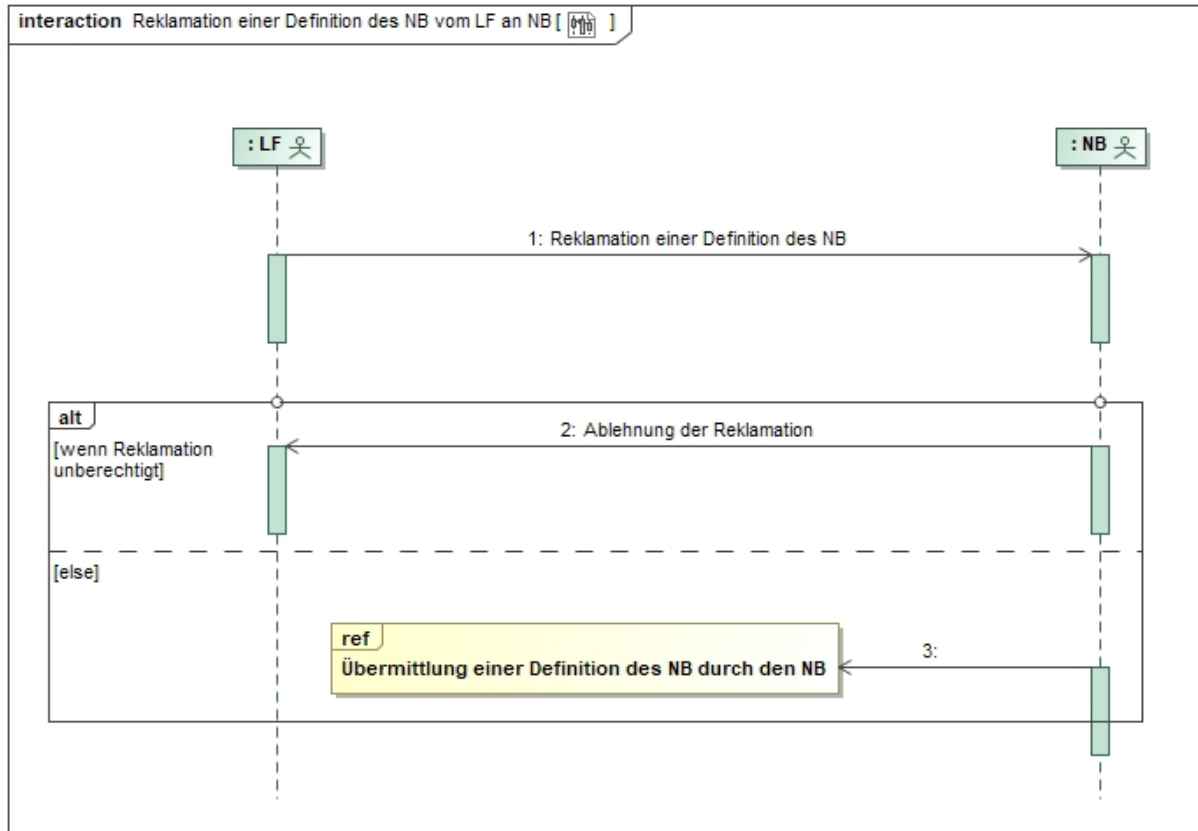 interaction Reklamation einer Definition des NB vom LF an NB [ ]
: LF
: NB
1: Reklamation einer Definition des NB
alt
2: Ablehnung der Reklamation
[wenn Reklamation
unberechtigt]
[else]
ref
3:
Übermittlung einer Definition des NB durch den NB